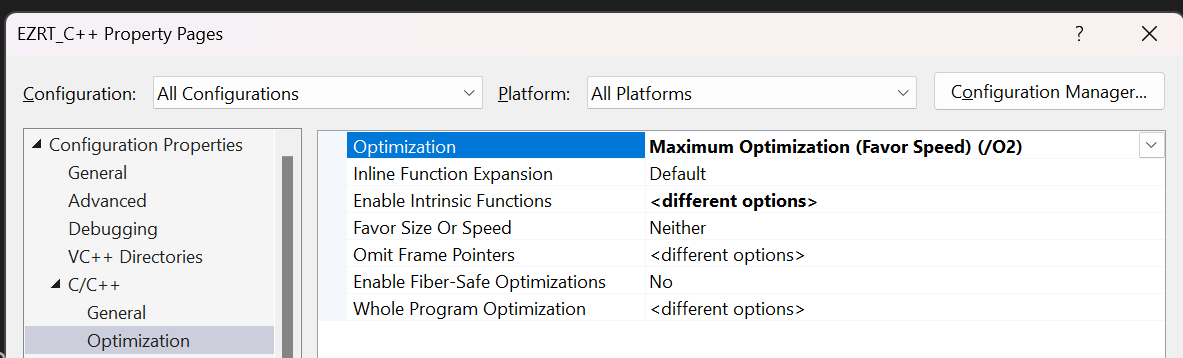 EZRT_C++ Property Pages
Configuration: All Configurations Platform: All Platforms Configuration Manager...
Configuration Properties
General
Advanced
Debugging
VC++ Directories
C/C++
General
Optimization
Optimization Maximum Optimization (Favor Speed) (/O2)
Inline Function Expansion Default
Enable Intrinsic Functions <different options>
Favor Size Or Speed Neither
Omit Frame Pointers <different options>
Enable Fiber-Safe Optimizations No
Whole Program Optimization <different options>